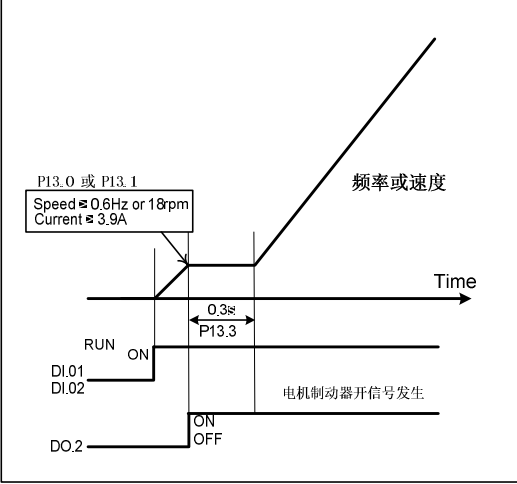 P13.0 或 P13.1
Speed ≦ 0.6Hz or 18rpm
Current ≦ 3.9A
频率或速度
Time
0.3s
P13.3
RUN
ON
DI.01
DI.02
电机制动器开信号发生
ON
OFF
DO.2